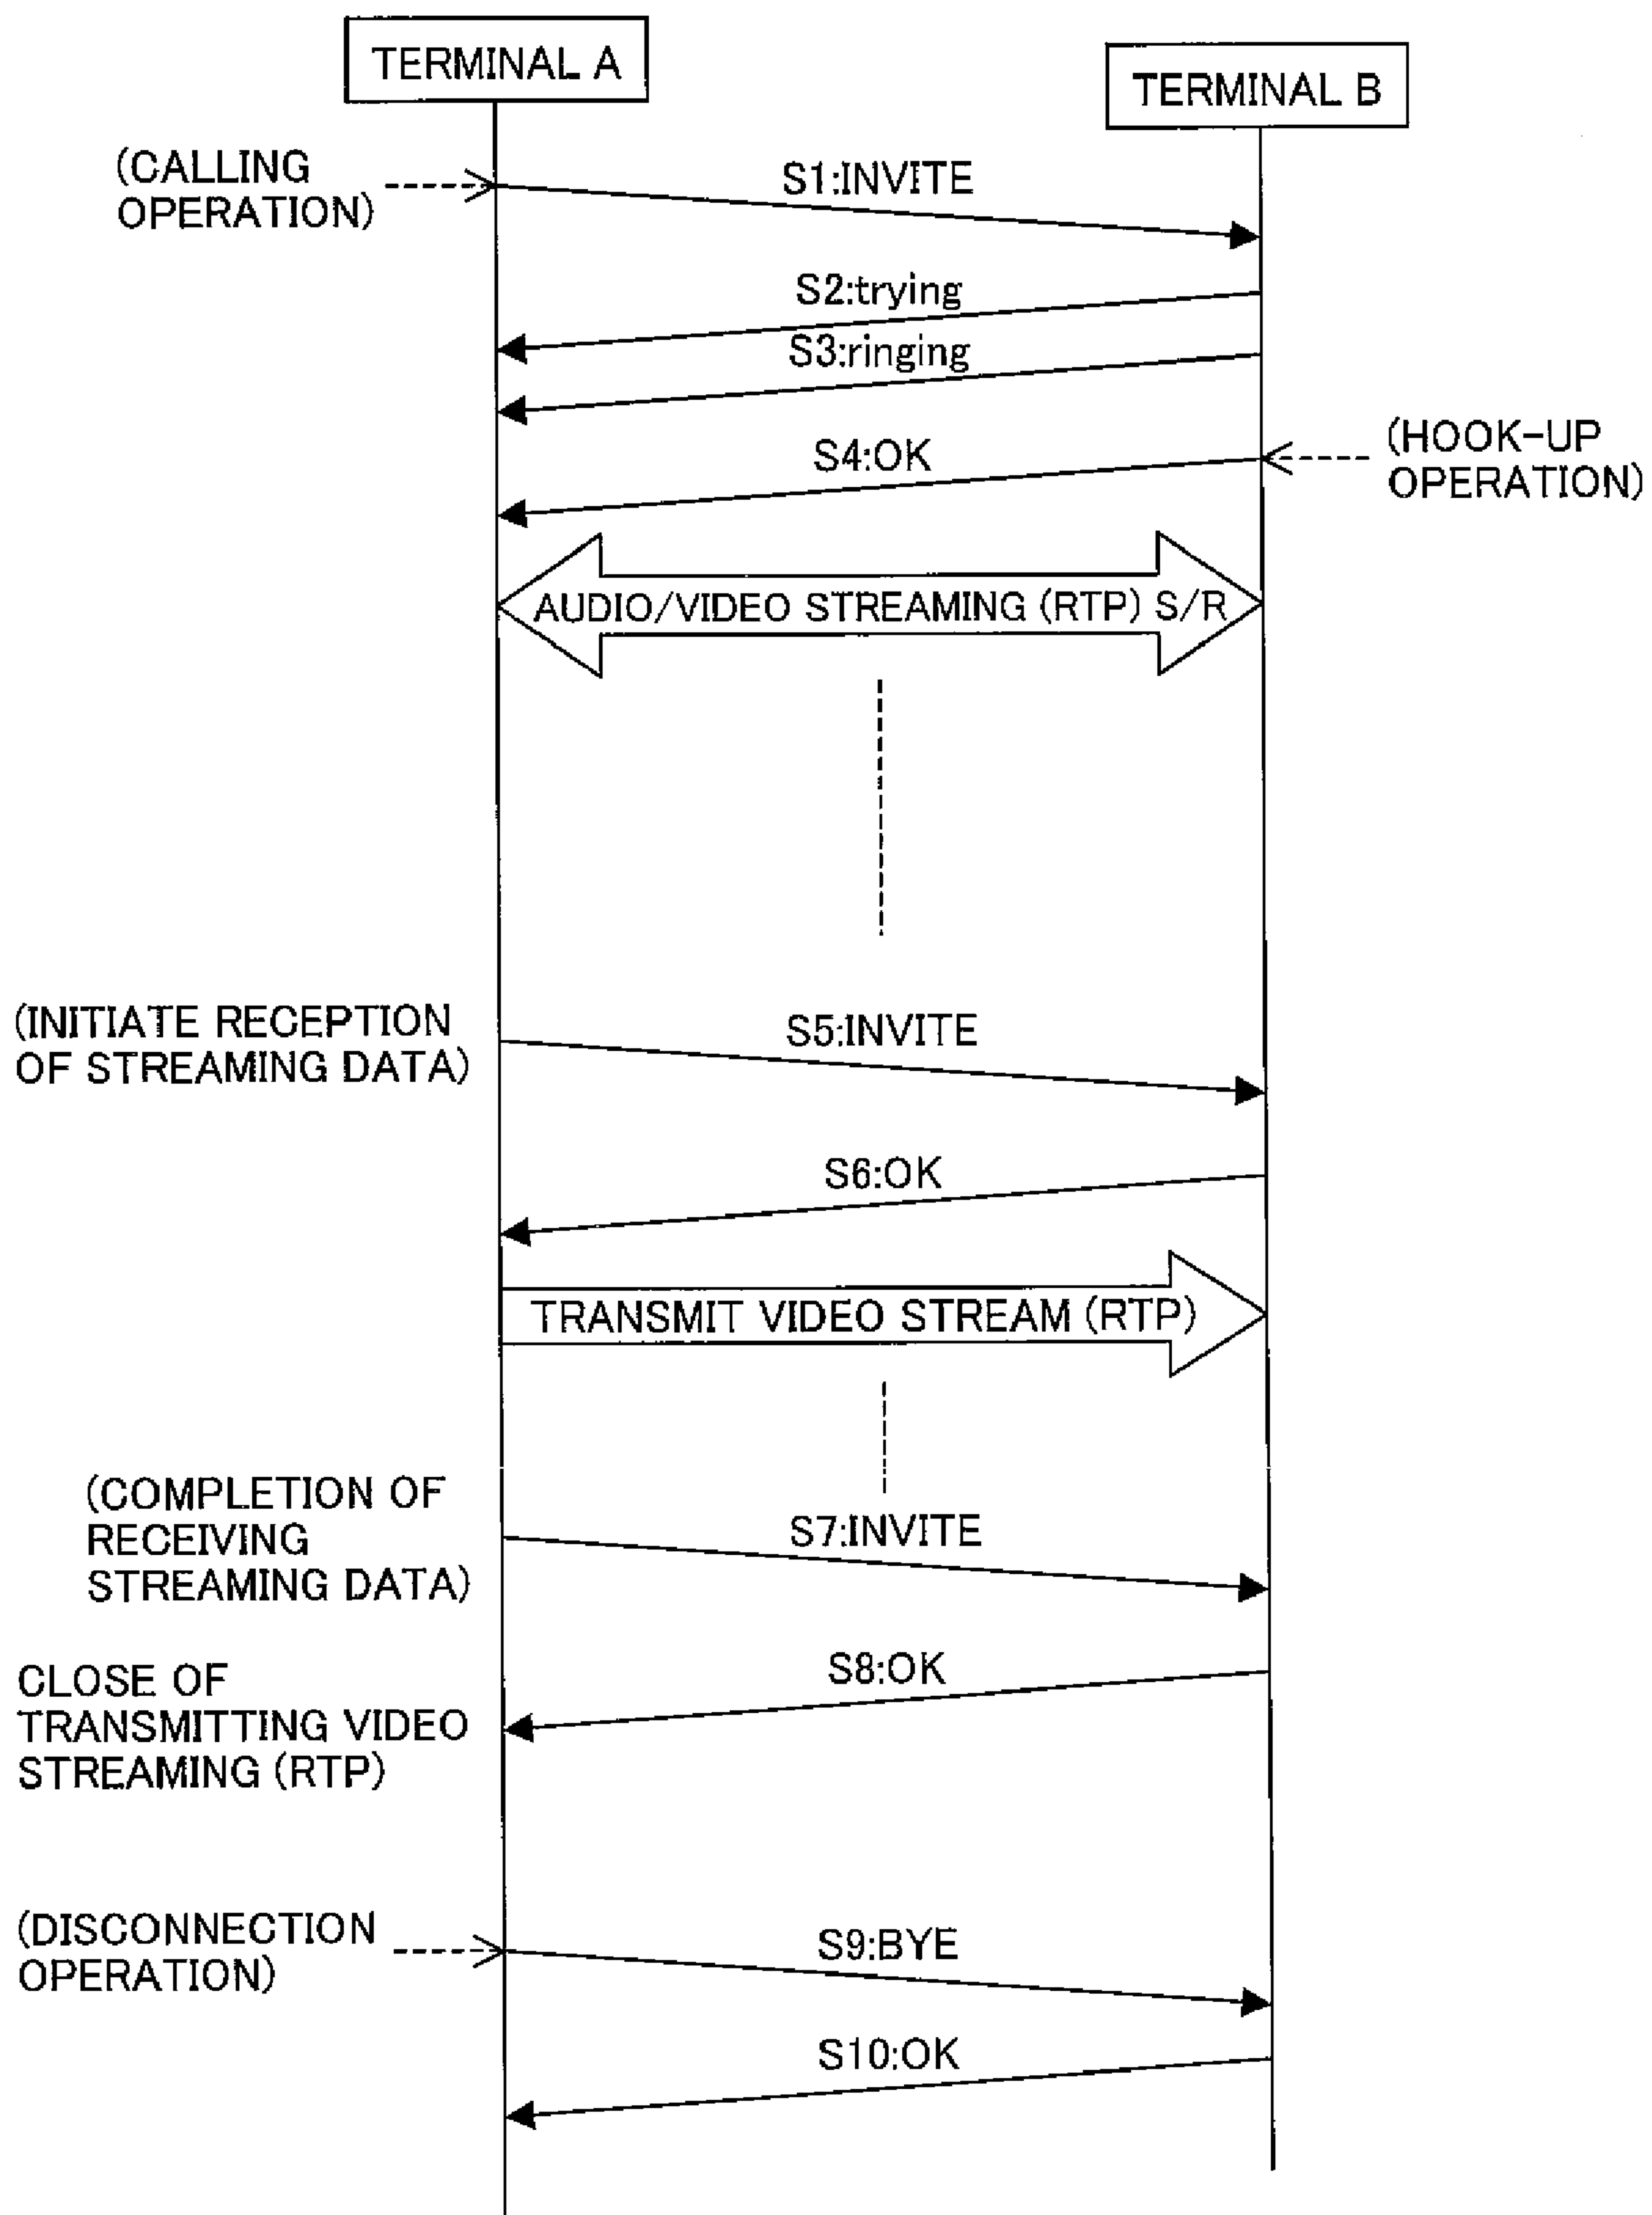 TERMINAL A
TERMINAL B
(CALLING
OPERATION)
S1:INVITE
S2:trying
S3:ringing
S4:OK
(HOOK-UP
OPERATION)
AUDIO/VIDEO STREAMING (RTP) S/R
(INITIATE RECEPTION
OF STREAMING DATA)
S5:INVITE
S6:OK
TRANSMIT VIDEO STREAM (RTP)
(COMPLETION OF
RECEIVING
STREAMING DATA)
S7:INVITE
S8:OK
CLOSE OF
TRANSMITTING VIDEO
STREAMING (RTP)
(DISCONNECTION
OPERATION)
S9:BYE
S10:OK